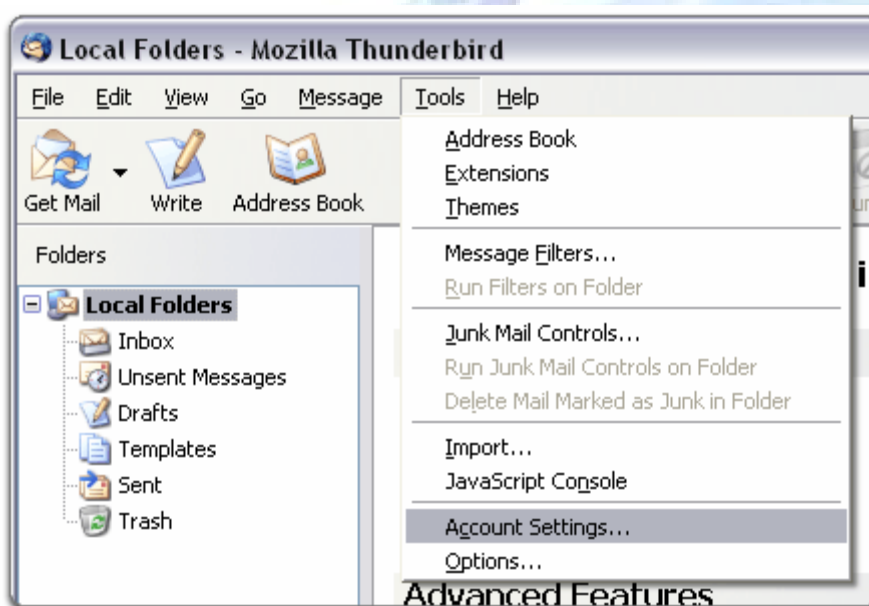 Local Folders - Mozilla Thunderbird
File Edit View Go Message Tools Help
Get Mail Write Address Book
Folders
Local Folders
Inbox
Unsent Messages
Drafts
Templates
Sent
Trash
Address Book
Extensions
Themes
Message Filters...
Run Filters on Folder
Junk Mail Controls...
Run Junk Mail Controls on Folder
Delete Mail Marked as Junk in Folder
Import...
JavaScript Console
Account Settings...
Options...
Advanced Features